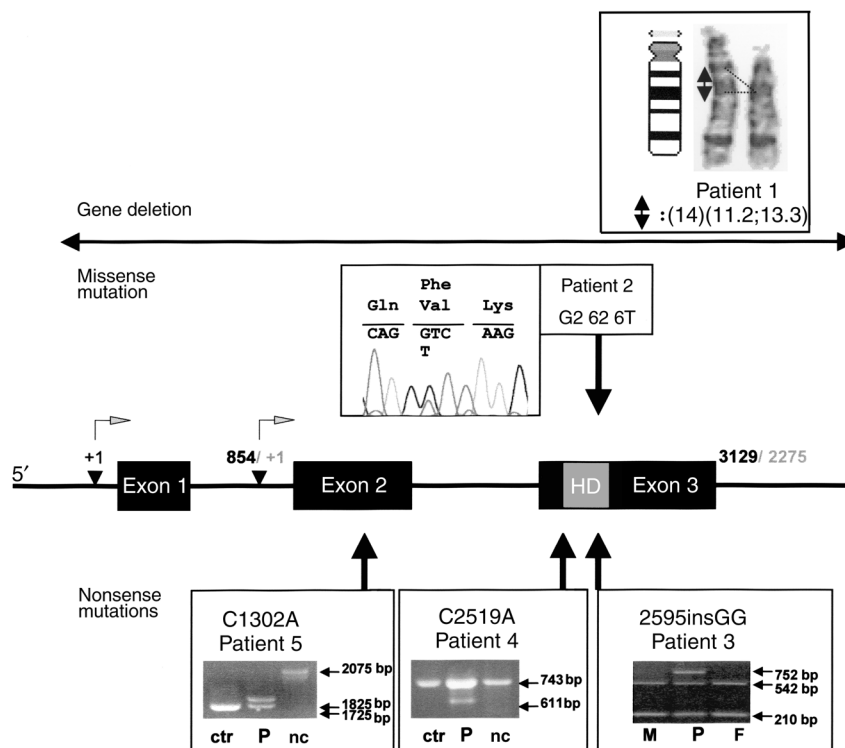 Patient 1
:(14)(11.2;13.3)
Gene deletion
Missense
mutation
Phe
Gln Val Lys
CAG GTC AAG
T
Patient 2
G2 62 6T
+1
854/ +1
3129/ 2275
5′
Exon 1
Exon 2
HD
Exon 3
Nonsense
mutations
C1302A
Patient 5
2075 bp
1825 bp
1725 bp
ctr P nc
C2519A
Patient 4
743 bp
611 bp
ctr P nc
2595insGG
Patient 3
752 bp
542 bp
210 bp
M P F